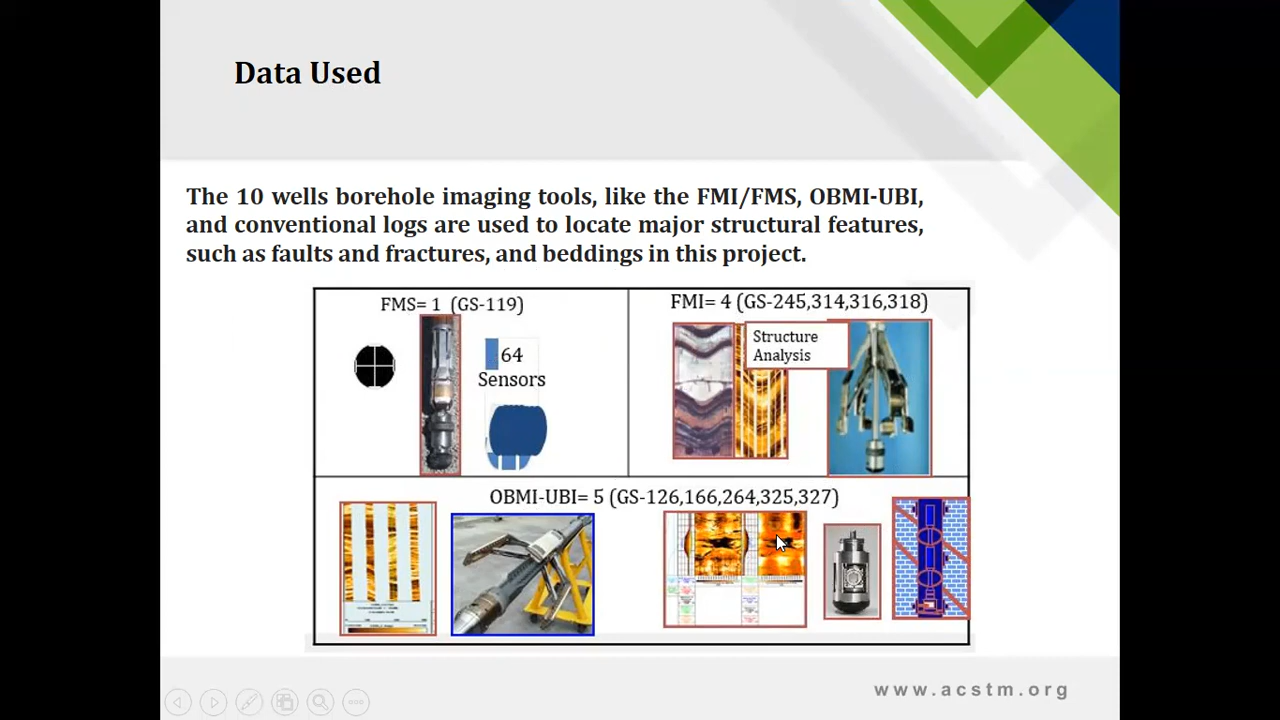 Data Used
The 10 wells borehole imaging tools, like the FMI/FMS, OBMI-UBI,
and conventional logs are used to locate major structural features,
such as faults and fractures, and beddings in this project.
FMS= 1 (GS-119)
64
Sensors
FMI= 4 (GS-245,314,316,318)
Structure
Analysis
OBMI-UBI= 5 (GS-126,166,264,325,327)
www.acstm.org